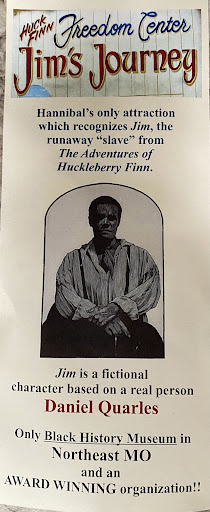 HUCK FINN Freedom Center
Jim's Journey
Hannibal's only attraction
which recognizes Jim, the
runaway “slave” from
The Adventures of
Huckleberry Finn.
Jim is a fictional
character based on a real person
Daniel Quarles
Only Black History Museum in
Northeast MO
and an
AWARD WINNING organization!!